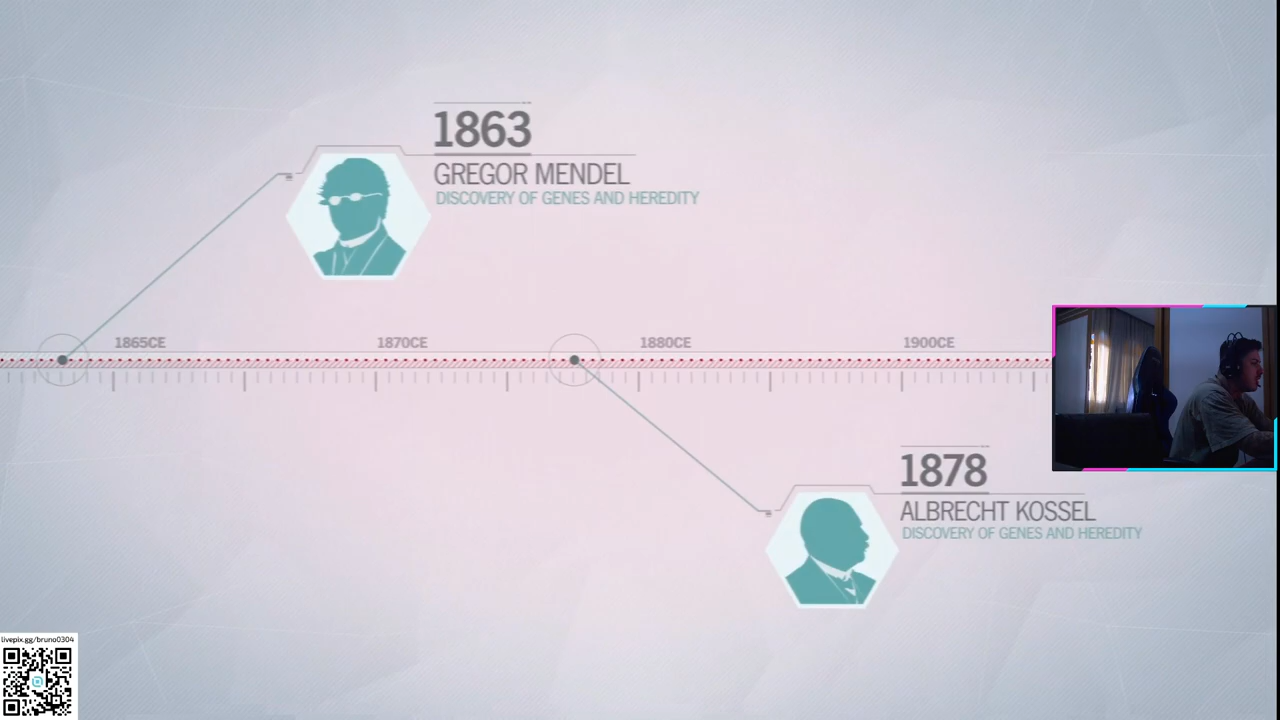 1863
GREGOR MENDEL
DISCOVERY OF GENES AND HEREDITY
1865CE
1870CE
1880CE
1900CE
1878
ALBRECHT KOSSEL
DISCOVERY OF GENES AND HEREDITY
livepix.gg/bruno0304